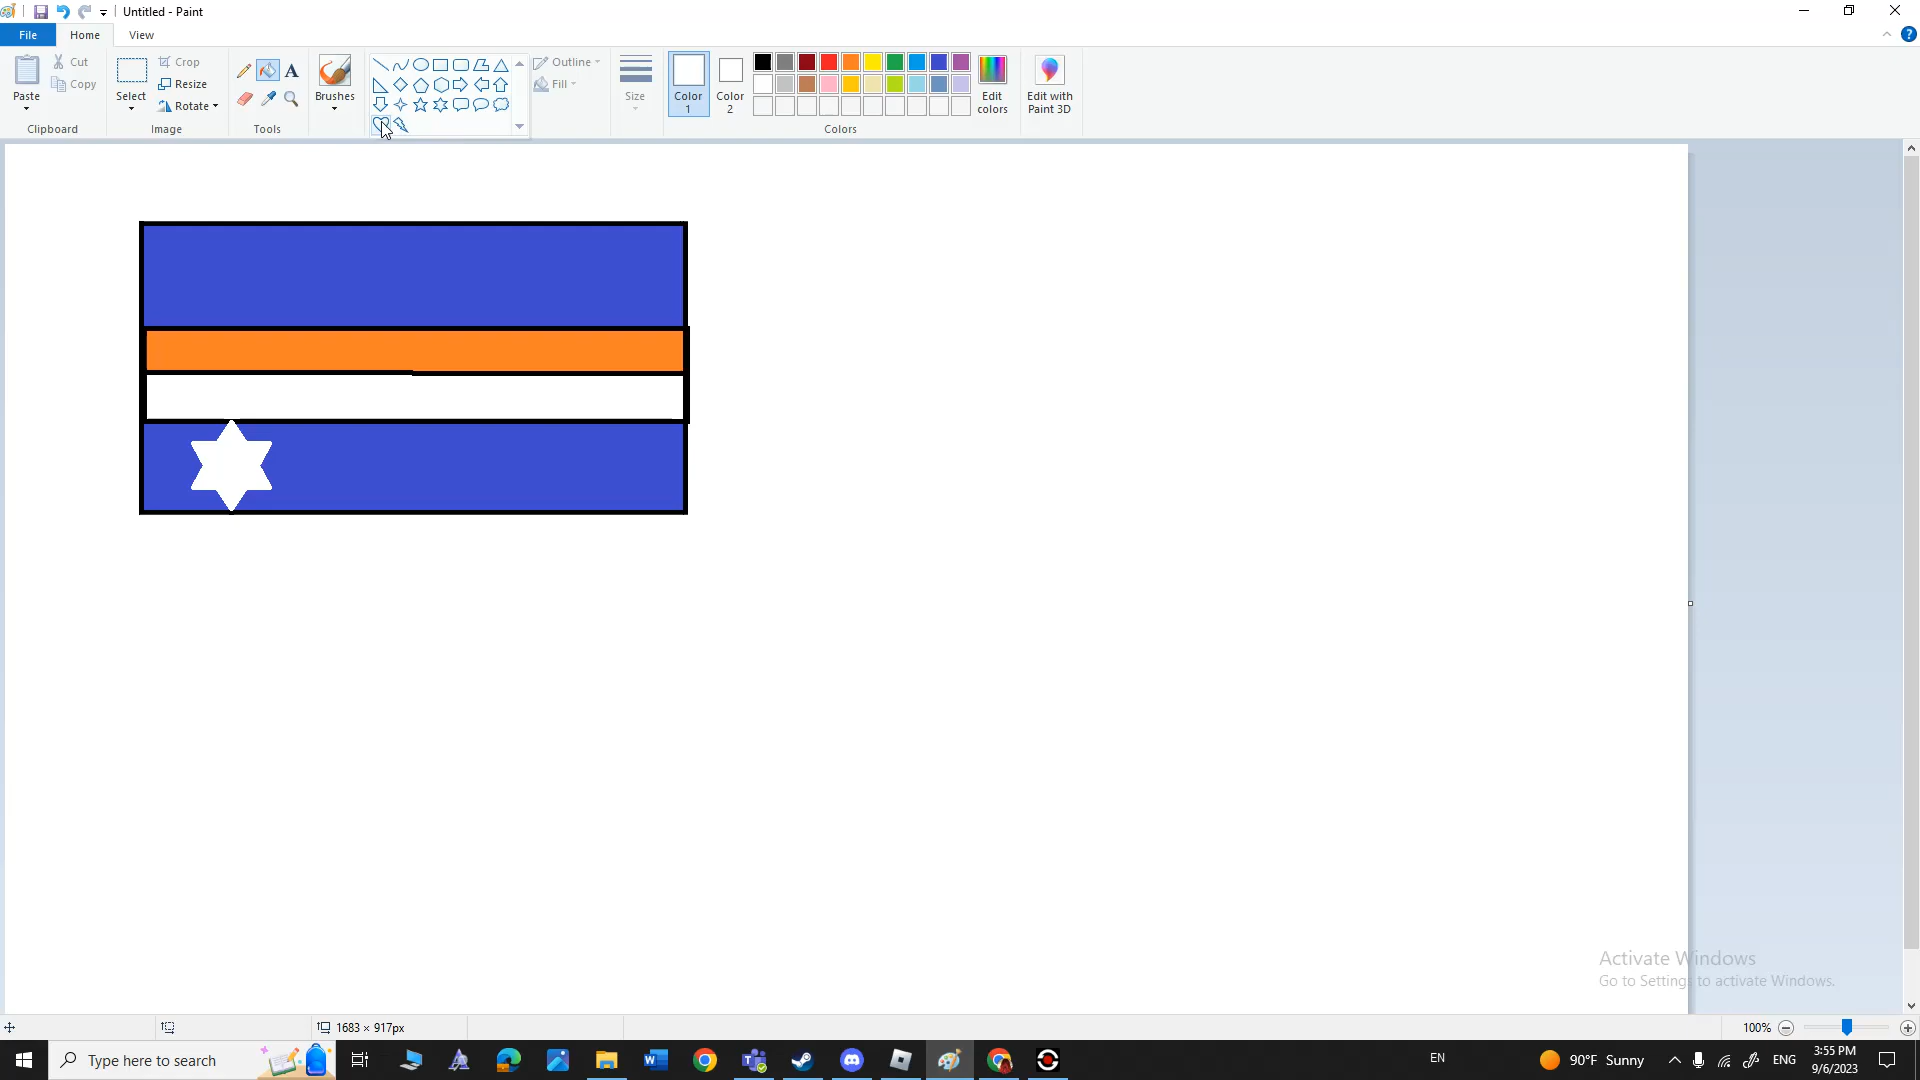 Untitled - Paint
File Home View
Paste
Cut
Copy
Clipboard
Select
Crop
Resize
Rotate
Image
A
Tools
Brushes
Outline
Fill
Size
Color 1
Color 2
Edit colors
Colors
Edit with Paint 3D
Activate Windows
Go to Settings to activate Windows.
1683 × 917px
100%
Type here to search
EN
90°F Sunny
ENG
3:55 PM
9/6/2023